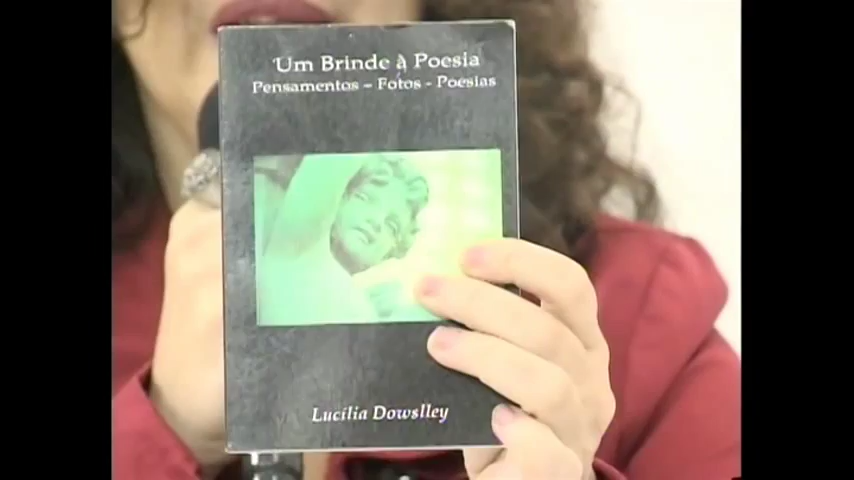 Um Brinde à Poesia
Pensamentos – Fotos - Poesias
Lucília Dowslley